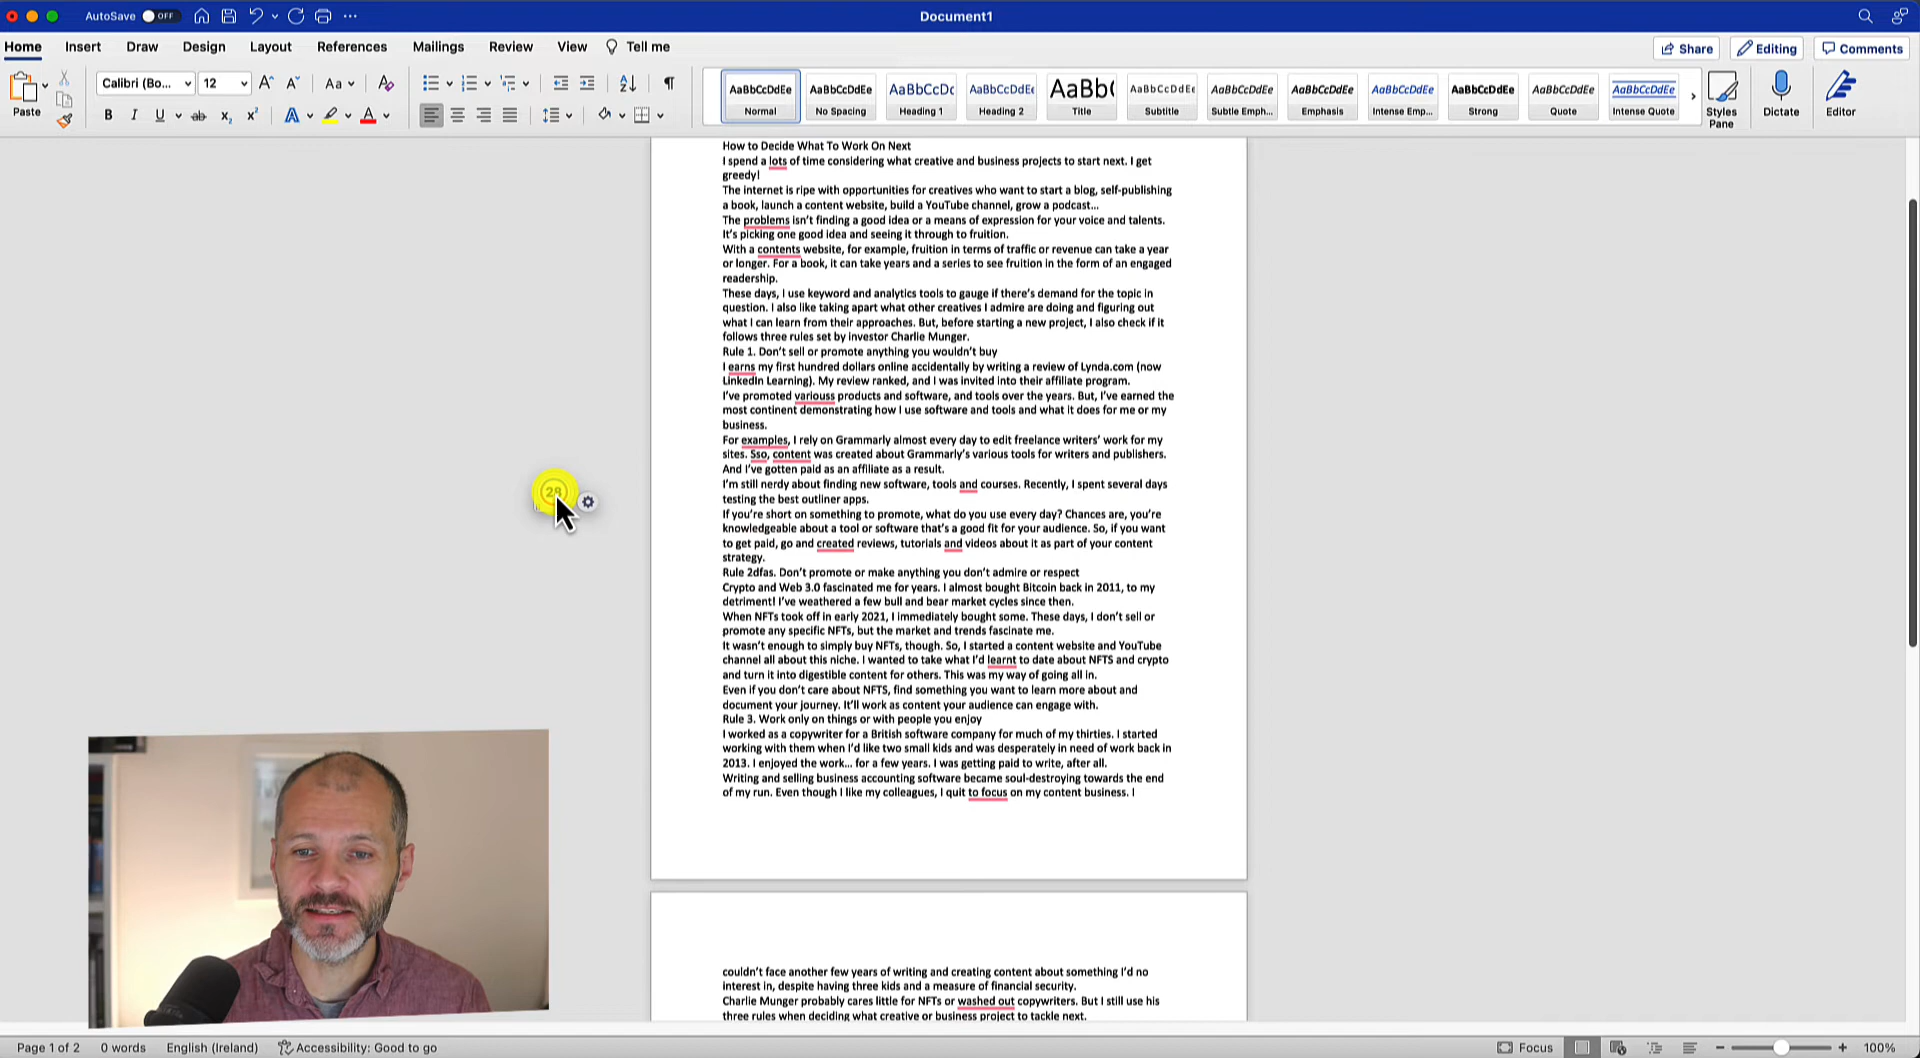 AutoSave OFF
Document1
Home Insert Draw Design Layout References Mailings Review View Tell me
Share Editing Comments
Paste
Calibri (Bo... 12
AaBbCcDdEe AaBbCcDdEe AaBbCcDc AaBbCcDdEe AaBb( AaBbCcDdEe AaBbCcDdEe AaBbCcDdEe AaBbCcDdEe AaBbCcDdEe AaBbCcDdEe AaBbCcDdEe
Normal No Spacing Heading 1 Heading 2 Title Subtitle Subtle Emph... Emphasis Intense Emp... Strong Quote Intense Quote
Styles Pane
Dictate
Editor
How to Decide What To Work On Next
I spend a lots of time considering what creative and business projects to start next. I get
greedy!
The internet is ripe with opportunities for creatives who want to start a blog, self-publishing
a book, launch a content website, build a YouTube channel, grow a podcast...
The problems isn't finding a good idea or a means of expression for your voice and talents.
It's picking one good idea and seeing it through to fruition.
With a contents website, for example, fruition in terms of traffic or revenue can take a year
or longer. For a book, it can take years and a series to see fruition in the form of an engaged
readership.
These days, I use keyword and analytics tools to gauge if there's demand for the topic in
question. I also like taking apart what other creatives I admire are doing and figuring out
what I can learn from their approaches. But, before starting a new project, I also check if it
follows three rules set by investor Charlie Munger.
Rule 1. Don't sell or promote anything you wouldn't buy
I earns my first hundred dollars online accidentally by writing a review of Lynda.com (now
LinkedIn Learning). My review ranked, and I was invited into their affiliate program.
I've promoted variouss products and software, and tools over the years. But, I've earned the
most continent demonstrating how I use software and tools and what it does for me or my
business.
For examples, I rely on Grammarly almost every day to edit freelance writers' work for my
sites. Sso, content was created about Grammarly's various tools for writers and publishers.
And I've gotten paid as an affiliate as a result.
I'm still nerdy about finding new software, tools and courses. Recently, I spent several days
testing the best outliner apps.
If you're short on something to promote, what do you use every day? Chances are, you're
knowledgeable about a tool or software that's a good fit for your audience. So, if you want
to get paid, go and created reviews, tutorials and videos about it as part of your content
strategy.
Rule 2dfas. Don't promote or make anything you don't admire or respect
Crypto and Web 3.0 fascinated me for years. I almost bought Bitcoin back in 2011, to my
detriment! I've weathered a few bull and bear market cycles since then.
When NFTs took off in early 2021, I immediately bought some. These days, I don't sell or
promote any specific NFTs, but the market and trends fascinate me.
It wasn't enough to simply buy NFTs, though. So, I started a content website and YouTube
channel all about this niche. I wanted to take what I'd learnt to date about NFTS and crypto
and turn it into digestible content for others. This was my way of going all in.
Even if you don't care about NFTS, find something you want to learn more about and
document your journey. It'll work as content your audience can engage with.
Rule 3. Work only on things or with people you enjoy
I worked as a copywriter for a British software company for much of my thirties. I started
working with them when I'd like two small kids and was desperately in need of work back in
2013. I enjoyed the work... for a few years. I was getting paid to write, after all.
Writing and selling business accounting software became soul-destroying towards the end
of my run. Even though I like my colleagues, I quit to focus on my content business. I
28
couldn't face another few years of writing and creating content about something I'd no
interest in, despite having three kids and a measure of financial security.
Charlie Munger probably cares little for NFTs or washed out copywriters. But I still use his
three rules when deciding what creative or business project to tackle next.
Page 1 of 2 0 words English (Ireland) Accessibility: Good to go Focus 100%